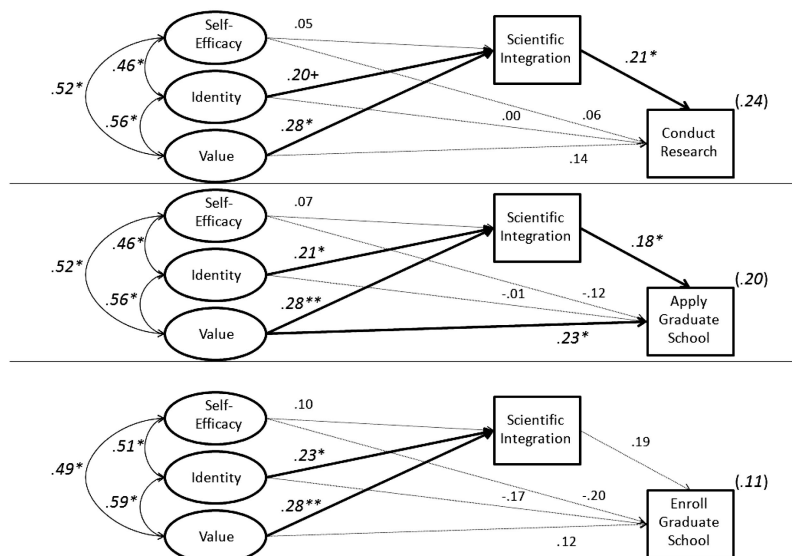 Self-
Efficacy
.05
Scientific
Integration
.46*
.20+
.21*
.52*
Identity
(.24)
.56*
.28*
.00
.06
Conduct
Research
Value
.14
Self-
Efficacy
.07
Scientific
Integration
.46*
.21*
.18*
.52*
Identity
(.20)
.56*
.28**
-.01
-.12
Apply
Graduate
School
Value
.23*
Self-
Efficacy
.10
Scientific
Integration
.51*
.23*
.19
.49*
Identity
(.11)
.59*
.28**
-.17
-.20
Enroll
Graduate
School
Value
.12